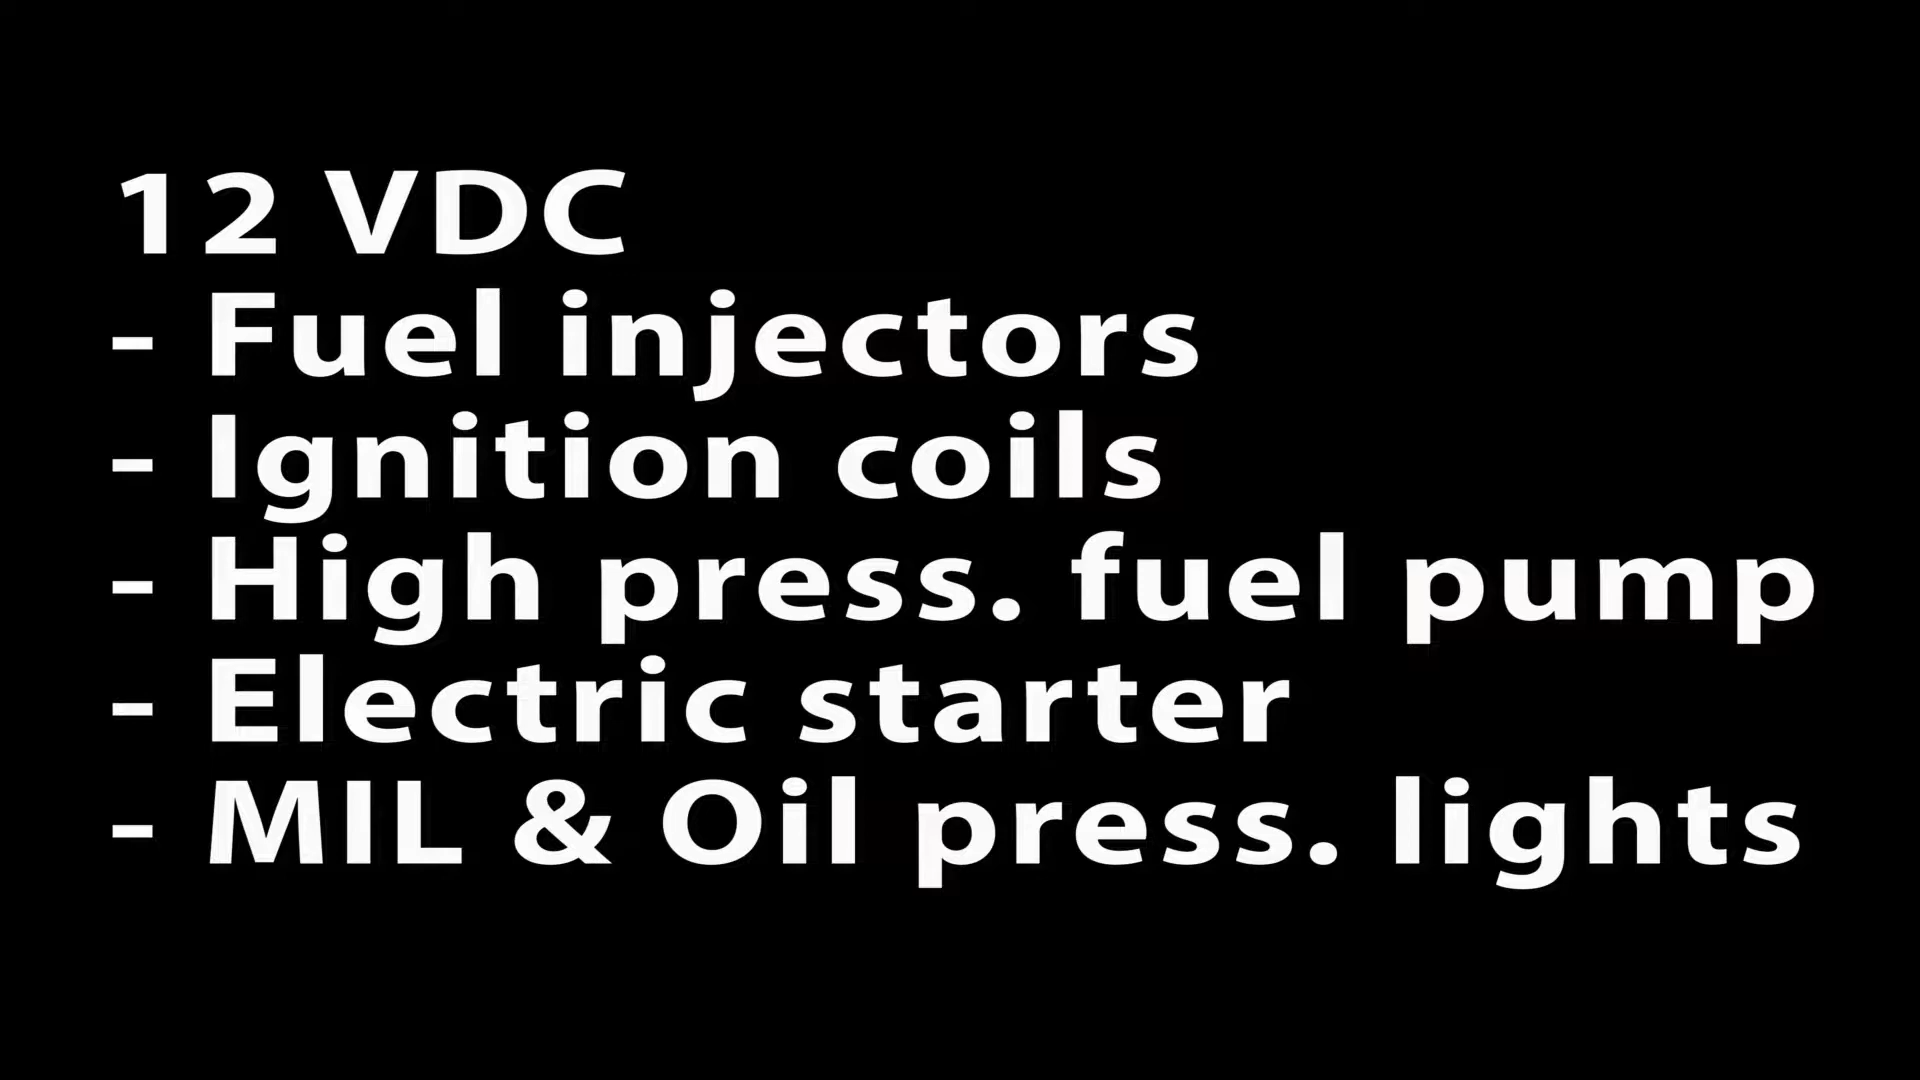 12 VDC
- Fuel injectors
- Ignition coils
- High press. fuel pump
- Electric starter
- MIL & Oil press. lights